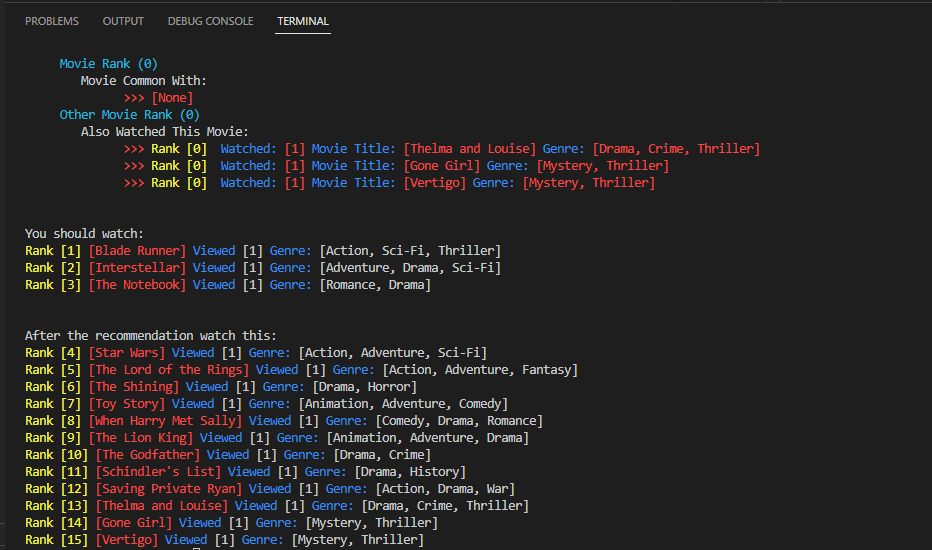 PROBLEMS OUTPUT DEBUG CONSOLE TERMINAL
Movie Rank (0)
Movie Common With:
>>> [None]
Other Movie Rank (0)
Also Watched This Movie:
>>> Rank [0] Watched: [1] Movie Title: [Thelma and Louise] Genre: [Drama, Crime, Thriller]
>>> Rank [0] Watched: [1] Movie Title: [Gone Girl] Genre: [Mystery, Thriller]
>>> Rank [0] Watched: [1] Movie Title: [Vertigo] Genre: [Mystery, Thriller]
You should watch:
Rank [1] [Blade Runner] Viewed [1] Genre: [Action, Sci-Fi, Thriller]
Rank [2] [Interstellar] Viewed [1] Genre: [Adventure, Drama, Sci-Fi]
Rank [3] [The Notebook] Viewed [1] Genre: [Romance, Drama]
After the recommendation watch this:
Rank [4] [Star Wars] Viewed [1] Genre: [Action, Adventure, Sci-Fi]
Rank [5] [The Lord of the Rings] Viewed [1] Genre: [Action, Adventure, Fantasy]
Rank [6] [The Shining] Viewed [1] Genre: [Drama, Horror]
Rank [7] [Toy Story] Viewed [1] Genre: [Animation, Adventure, Comedy]
Rank [8] [When Harry Met Sally] Viewed [1] Genre: [Comedy, Drama, Romance]
Rank [9] [The Lion King] Viewed [1] Genre: [Animation, Adventure, Drama]
Rank [10] [The Godfather] Viewed [1] Genre: [Drama, Crime]
Rank [11] [Schindler's List] Viewed [1] Genre: [Drama, History]
Rank [12] [Saving Private Ryan] Viewed [1] Genre: [Action, Drama, War]
Rank [13] [Thelma and Louise] Viewed [1] Genre: [Drama, Crime, Thriller]
Rank [14] [Gone Girl] Viewed [1] Genre: [Mystery, Thriller]
Rank [15] [Vertigo] Viewed [1] Genre: [Mystery, Thriller]